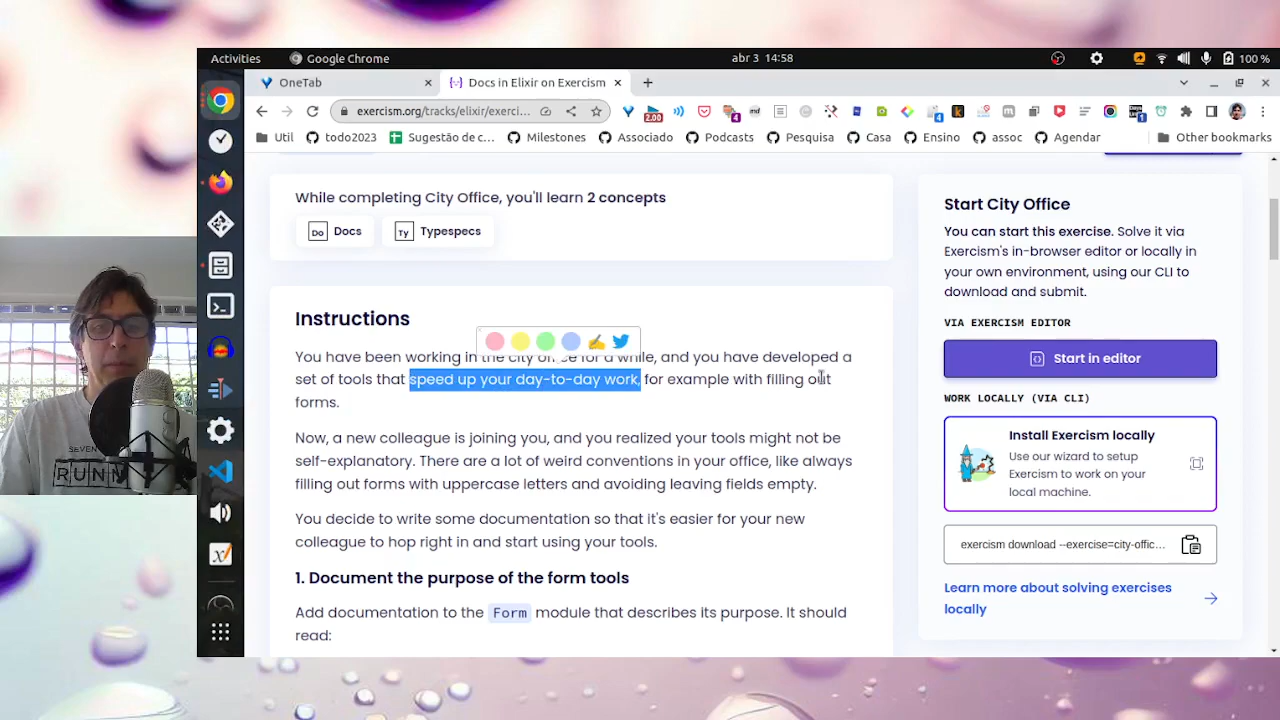 Activities
Google Chrome
abr 3 14:58
100 %
OneTab
Docs in Elixir on Exercism
exercism.org/tracks/elixir/exerci...
2.00
4
4
1
Util
todo2023
Sugestão de c...
Milestones
Associado
Podcasts
Pesquisa
Casa
Ensino
assoc
Agendar
Other bookmarks
While completing City Office, you'll learn 2 concepts
Do Docs
Ty Typespecs
Instructions
You have been working in the city office for a while, and you have developed a
set of tools that speed up your day-to-day work, for example with filling out
forms.
Now, a new colleague is joining you, and you realized your tools might not be
self-explanatory. There are a lot of weird conventions in your office, like always
filling out forms with uppercase letters and avoiding leaving fields empty.
You decide to write some documentation so that it's easier for your new
colleague to hop right in and start using your tools.
1. Document the purpose of the form tools
Add documentation to the Form module that describes its purpose. It should
read:
Start City Office
You can start this exercise. Solve it via
Exercism's in-browser editor or locally in
your own environment, using our CLI to
download and submit.
VIA EXERCISM EDITOR
Start in editor
WORK LOCALLY (VIA CLI)
Install Exercism locally
Use our wizard to setup
Exercism to work on your
local machine.
exercism download --exercise=city-offic...
Learn more about solving exercises
locally
SEVEN
RUNN